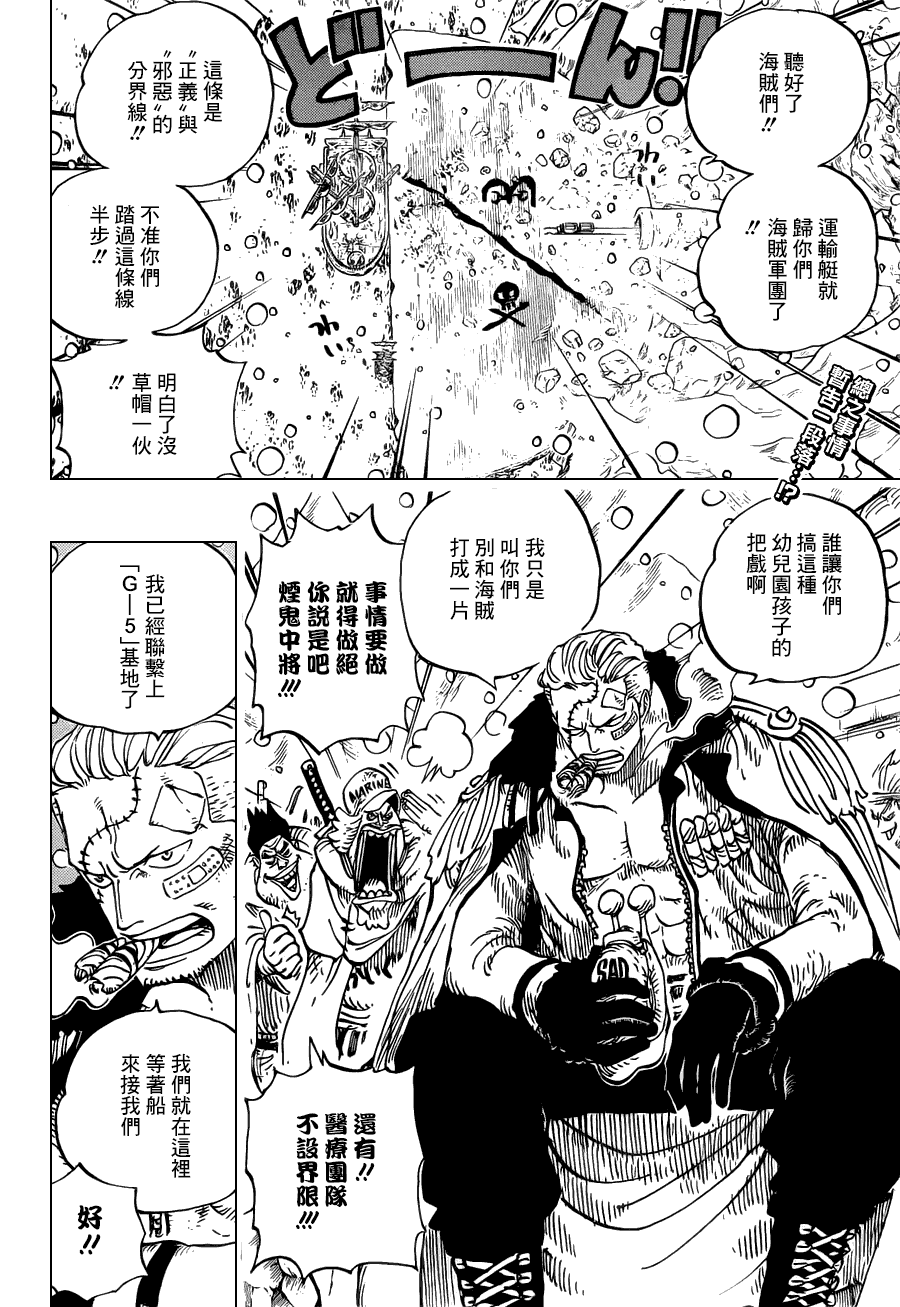 どーん!!
聽好了
海賊們!!
運輸艇就
歸你們
海賊軍團了
!!
這條是
〝正義〞與
〝邪惡〞的
分界線!!
不准你們
踏過這條線
半步!!
明白了沒
草帽一伙
!!
わい
わい
總之事情
暫告一段落…!?
誰讓你們
搞這種
幼兒園孩子的
把戲啊
我只是
叫你們
別和海賊
打成一片
事情要做
就得做絕
你說是吧
煙鬼中將!!!
MARINE
SAD
還有!!
醫療團隊
不設界限!!!
我已經聯繫上
「G—5」基地了
我們就在這裡
等著船
來接我們
好!!